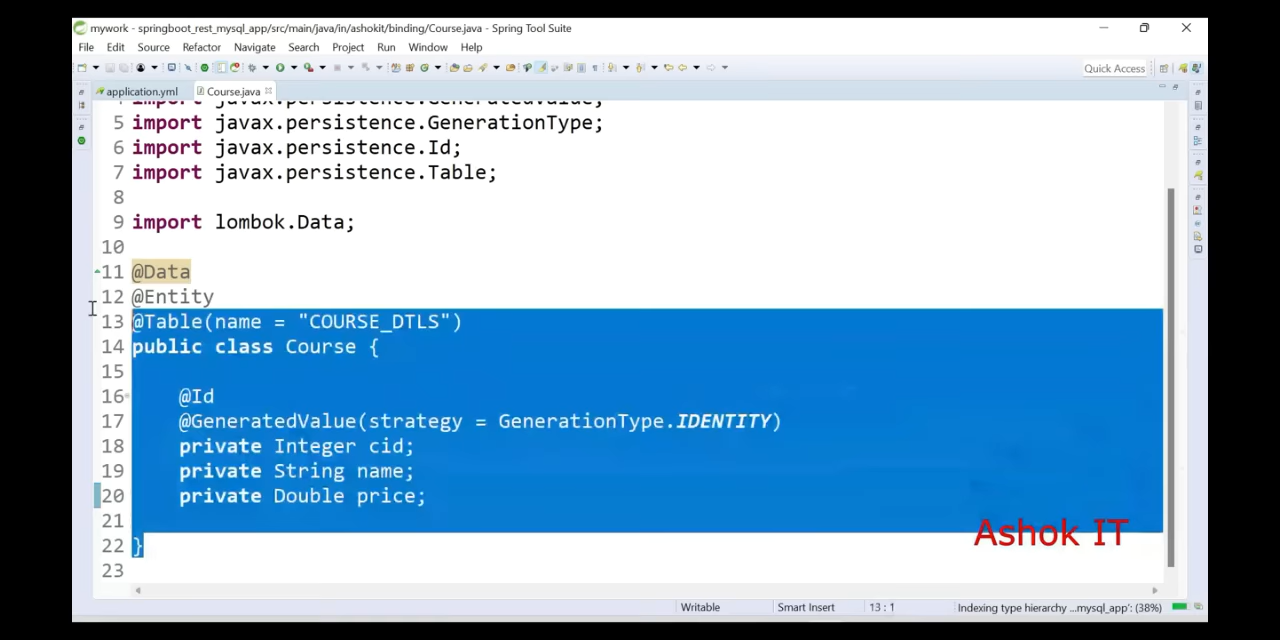 mywork - springboot_rest_mysql_app/src/main/java/in/ashokit/binding/Course.java - Spring Tool Suite
File Edit Source Refactor Navigate Search Project Run Window Help
Quick Access
application.yml Course.java
4 import javax.persistence.GeneratedValue;
5 import javax.persistence.GenerationType;
6 import javax.persistence.Id;
7 import javax.persistence.Table;
8
9 import lombok.Data;
10
11 @Data
12 @Entity
13 @Table(name = "COURSE_DTLS")
14 public class Course {
15
16 @Id
17 @GeneratedValue(strategy = GenerationType.IDENTITY)
18 private Integer cid;
19 private String name;
20 private Double price;
21
22 }
23
Ashok IT
Writable Smart Insert 13 : 1 Indexing type hierarchy ...mysql_app': (38%)